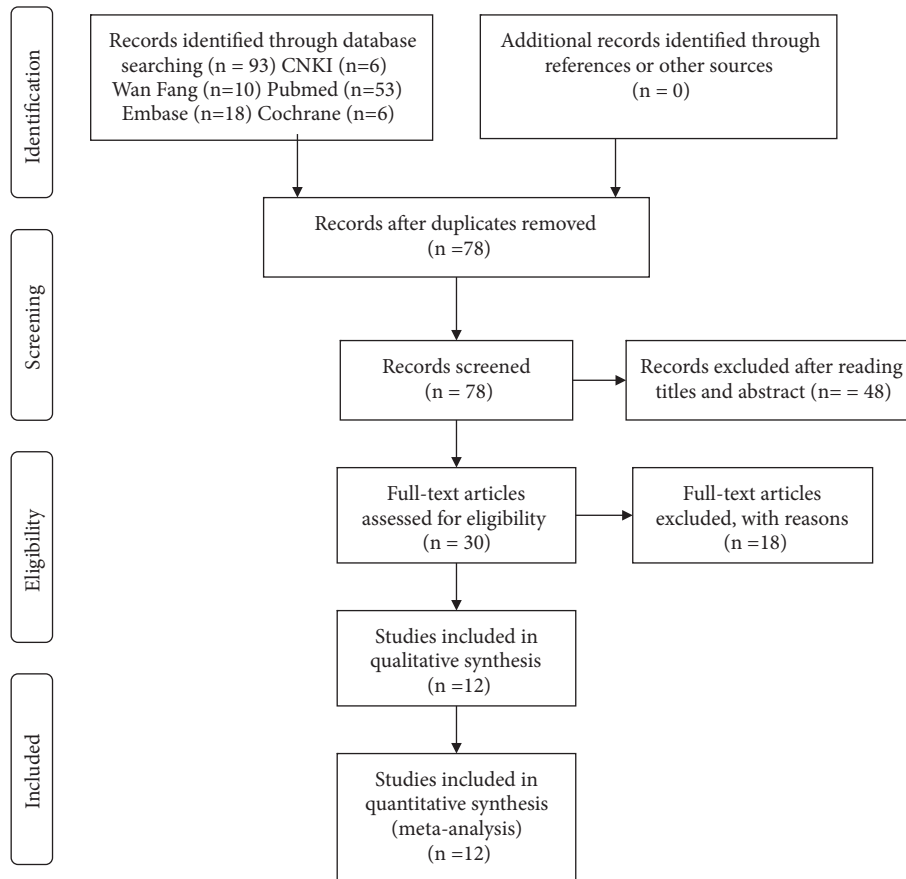 Identification
Records identified through database
searching (n = 93) CNKI (n=6)
Wan Fang (n=10) Pubmed (n=53)
Embase (n=18) Cochrane (n=6)
Additional records identified through
references or other sources
(n = 0)
Records after duplicates removed
(n =78)
Screening
Records screened
(n = 78)
Records excluded after reading
titles and abstract (n= = 48)
Eligibility
Full-text articles
assessed for eligibility
(n = 30)
Full-text articles
excluded, with reasons
(n =18)
Studies included in
qualitative synthesis
(n =12)
Included
Studies included in
quantitative synthesis
(meta-analysis)
(n =12)